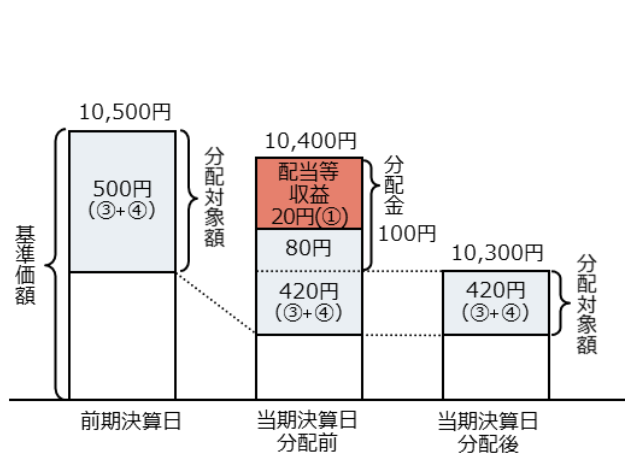 10,500円
500円
(③+④)
分配対象額
基準価額
前期決算日
10,400円
配当等
収益
20円(①)
80円
420円
(③+④)
分配金
100円
当期決算日
分配前
10,300円
420円
(③+④)
分配対象額
当期決算日
分配後